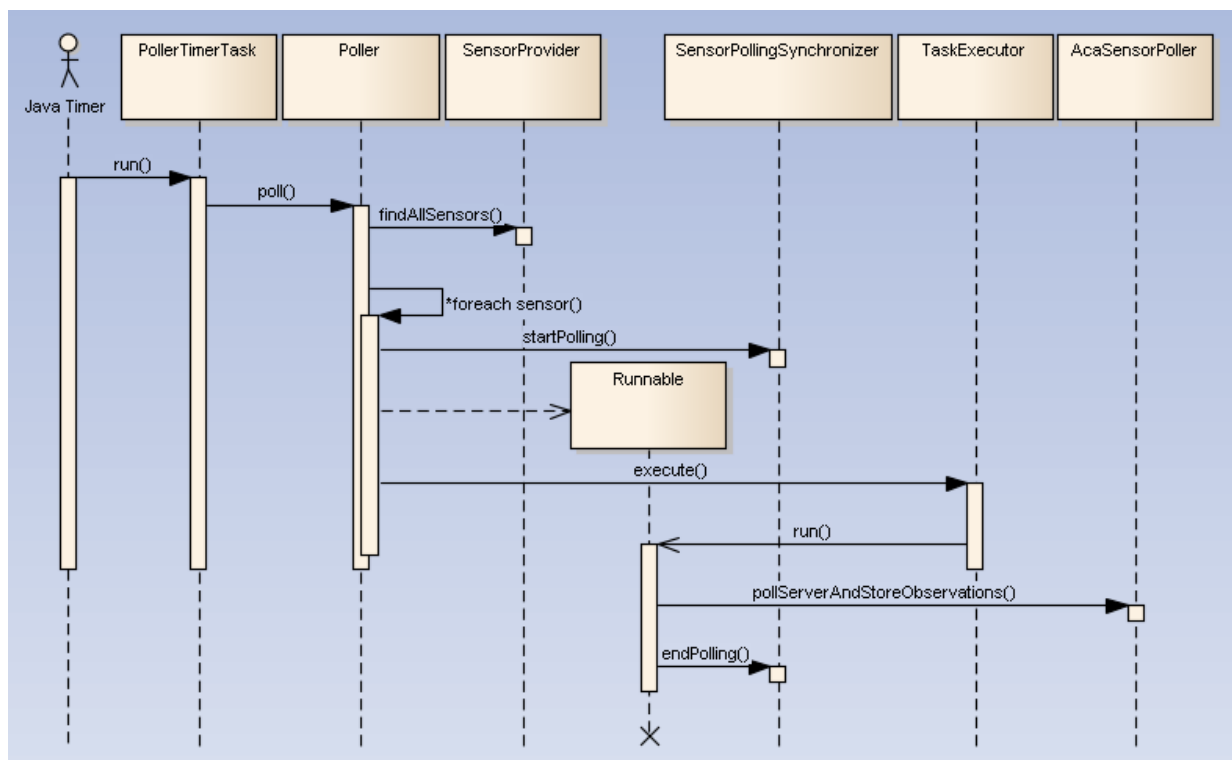 PollerTimerTask
Poller
SensorProvider
SensorPollingSynchronizer
TaskExecutor
AcaSensorPoller
Java Timer
run()
poll()
findAllSensors()
*foreach sensor()
startPolling()
Runnable
execute()
run()
pollServerAndStoreObservations()
endPolling()